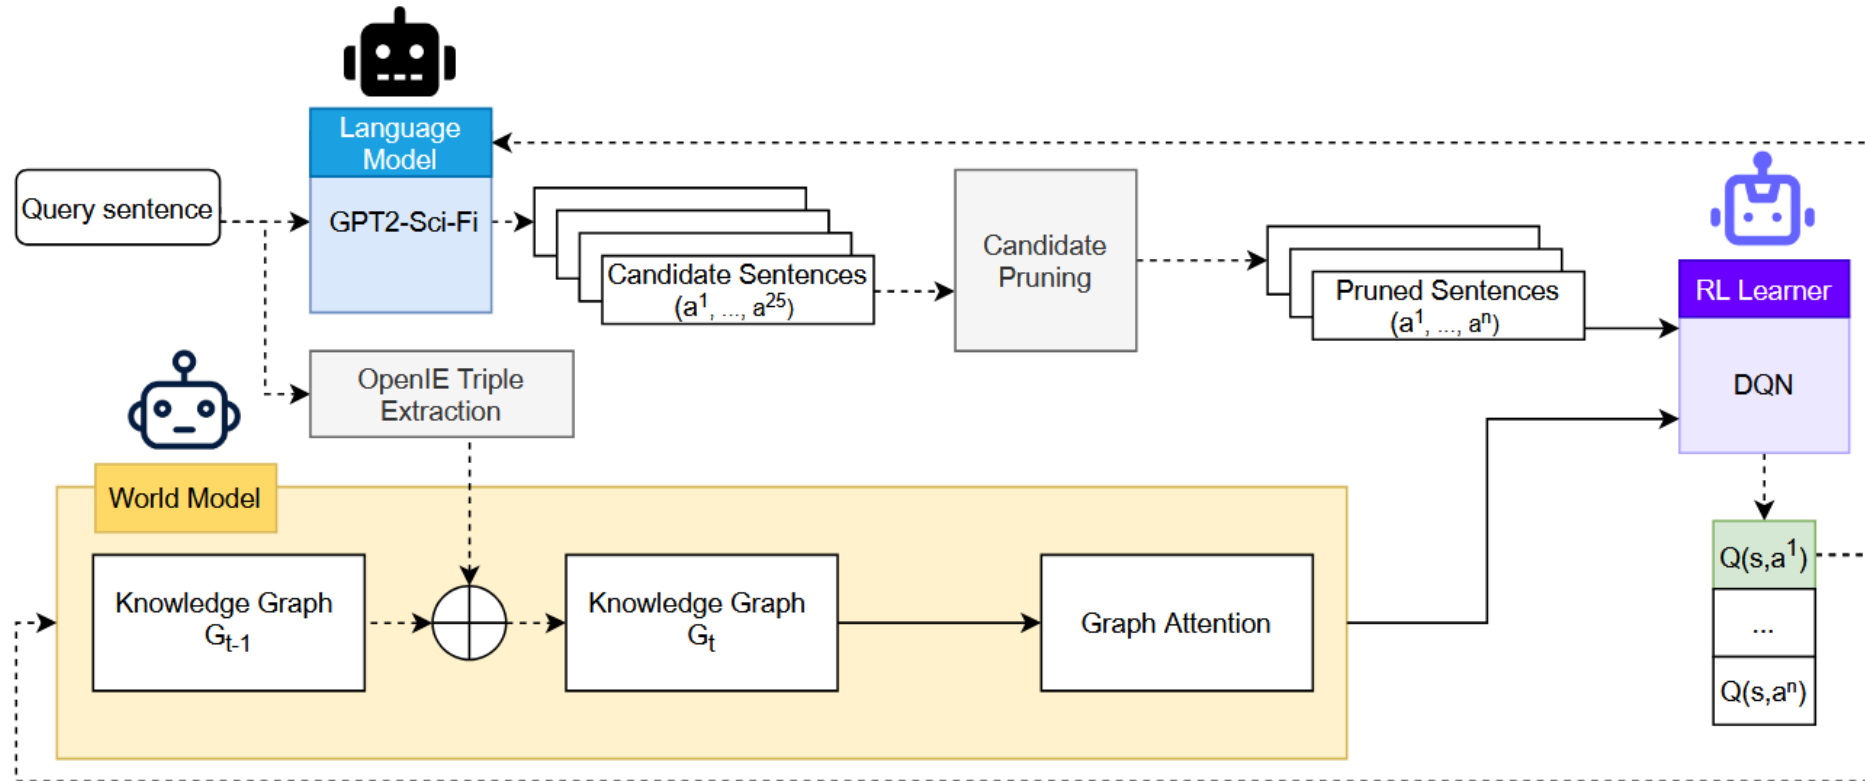 Language
Model
Query sentence
GPT2-Sci-Fi
Candidate Sentences
(a¹, ..., a²⁵)
Candidate
Pruning
Pruned Sentences
(a¹, ..., aⁿ)
RL Learner
DQN
OpenIE Triple
Extraction
World Model
Knowledge Graph
Gₜ₋₁
Knowledge Graph
Gₜ
Graph Attention
Q(s,a¹)
...
Q(s,aⁿ)